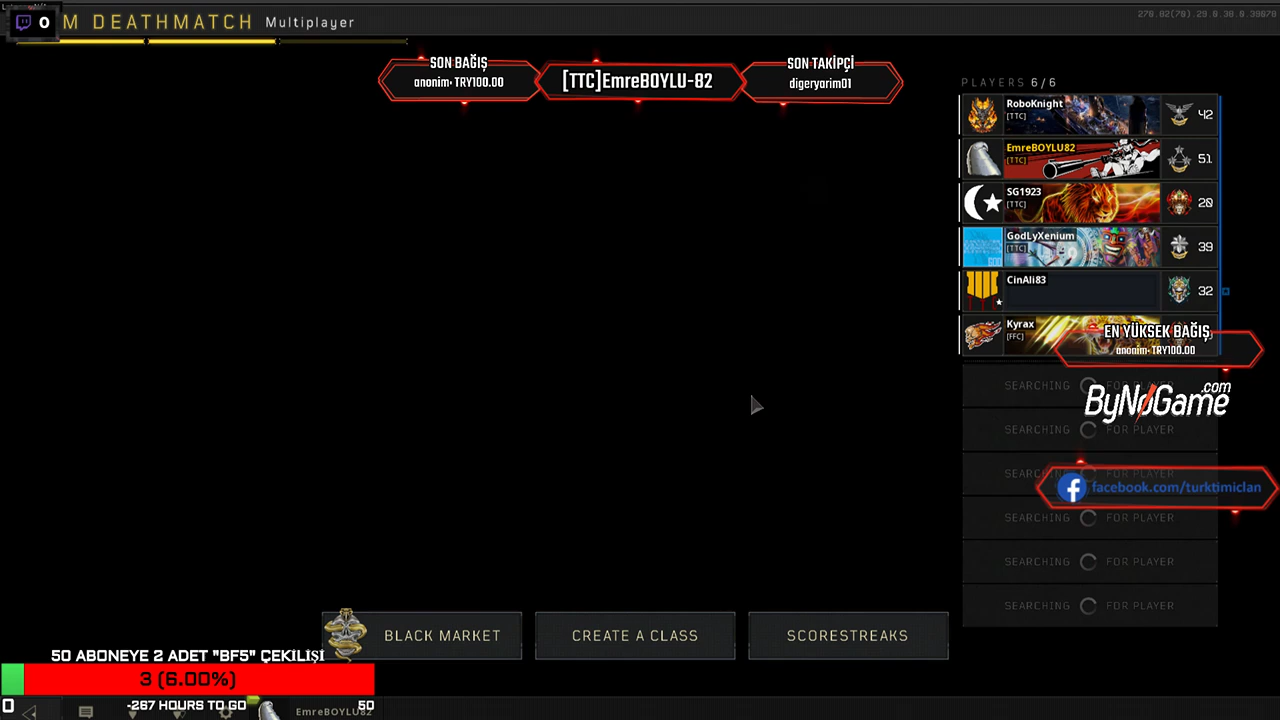 0
M DEATHMATCH Multiplayer
SON BAĞIŞ
anonim• TRY100.00
[TTC]EmreBOYLU-82
SON TAKİPÇİ
digeryarim01
PLAYERS 6/6
RoboKnight
[TTC]
42
EmreBOYLU82
[TTC]
51
SG1923
[TTC]
20
GodLyXenium
[TTC]
39
CinAli83
32
Kyrax
[FFC]
EN YÜKSEK BAĞIŞ
anonim• TRY100.00
SEARCHING FOR PLAYER
ByNoGame.com
SEARCHING FOR PLAYER
SEARCHING FOR PLAYER
facebook.com/turktimiclan
SEARCHING FOR PLAYER
SEARCHING FOR PLAYER
SEARCHING FOR PLAYER
BLACK MARKET
CREATE A CLASS
SCORESTREAKS
50 ABONEYE 2 ADET "BF5" ÇEKİLİŞİ
3 (6.00%)
0
-267 HOURS TO GO
50
EmreBOYLU82